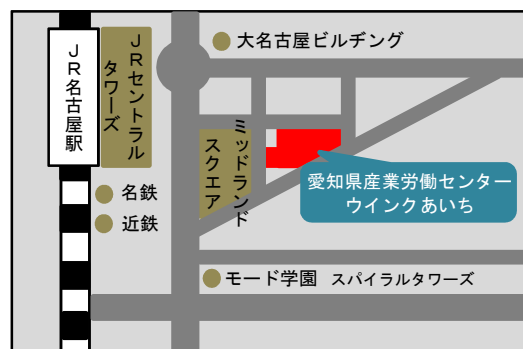 大名古屋ビルヂング
JR名古屋駅
JRセントラル
タワーズ
ミッドランド
スクエア
愛知県産業労働センター
ウインクあいち
名鉄
近鉄
モード学園 スパイラルタワーズ